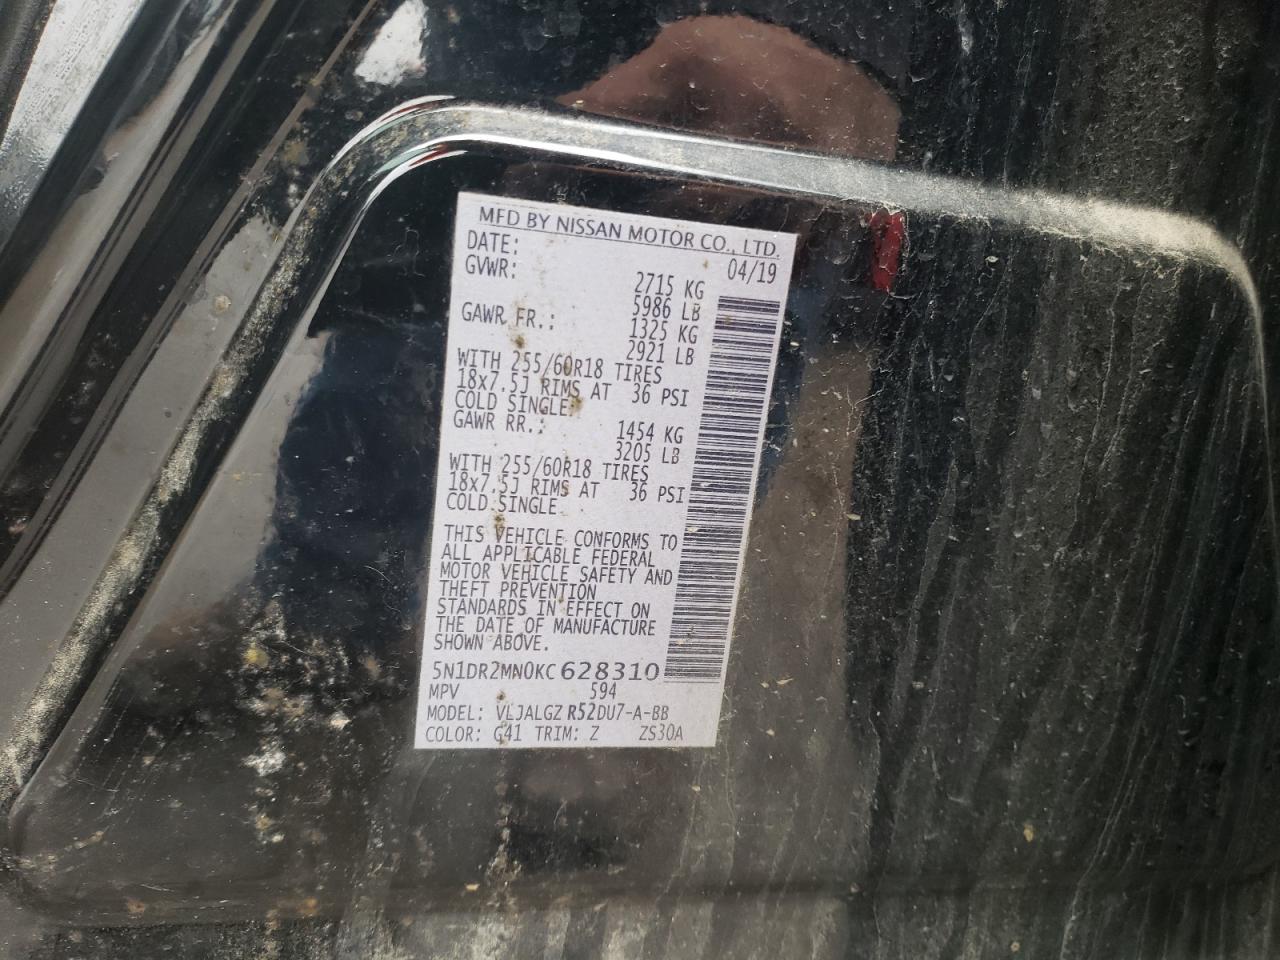 MFD BY NISSAN MOTOR CO., LTD.
DATE: 04/19
GVWR: 2715 KG
5986 LB
GAWR FR.: 1325 KG
2921 LB
WITH 255/60R18 TIRES
18x7.5J RIMS AT 36 PSI
COLD SINGLE.
GAWR RR.: 1454 KG
3205 LB
WITH 255/60R18 TIRES
18x7.5J RIMS AT 36 PSI
COLD SINGLE.
THIS VEHICLE CONFORMS TO
ALL APPLICABLE FEDERAL
MOTOR VEHICLE SAFETY AND
THEFT PREVENTION
STANDARDS IN EFFECT ON
THE DATE OF MANUFACTURE
SHOWN ABOVE.
5N1DR2MN0KC628310
MPV 594
MODEL: VLJALGZ R52DU7-A-BB
COLOR: G41 TRIM: Z ZS30A